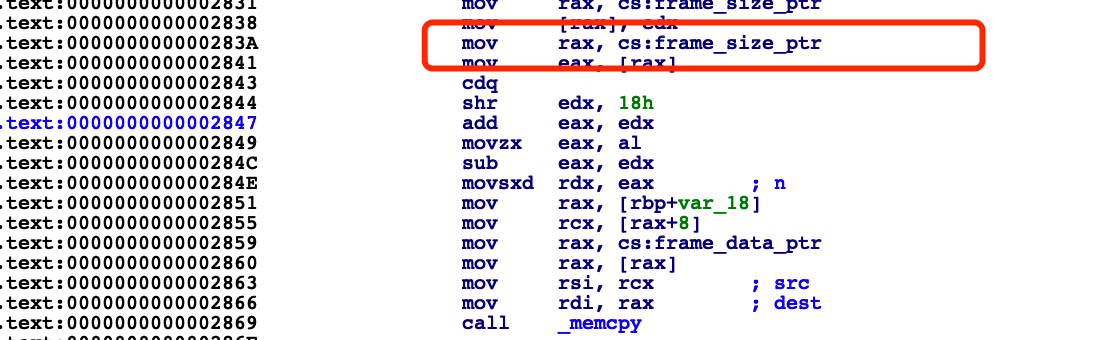 .text:0000000000002831 mov rax, cs:frame_size_ptr
.text:0000000000002838 mov [rax], edx
.text:000000000000283A mov rax, cs:frame_size_ptr
.text:0000000000002841 mov eax, [rax]
.text:0000000000002843 cdq
.text:0000000000002844 shr edx, 18h
.text:0000000000002847 add eax, edx
.text:0000000000002849 movzx eax, al
.text:000000000000284C sub eax, edx
.text:000000000000284E movsxd rdx, eax ; n
.text:0000000000002851 mov rax, [rbp+var_18]
.text:0000000000002855 mov rcx, [rax+8]
.text:0000000000002859 mov rax, cs:frame_data_ptr
.text:0000000000002860 mov rax, [rax]
.text:0000000000002863 mov rsi, rcx ; src
.text:0000000000002866 mov rdi, rax ; dest
.text:0000000000002869 call _memcpy